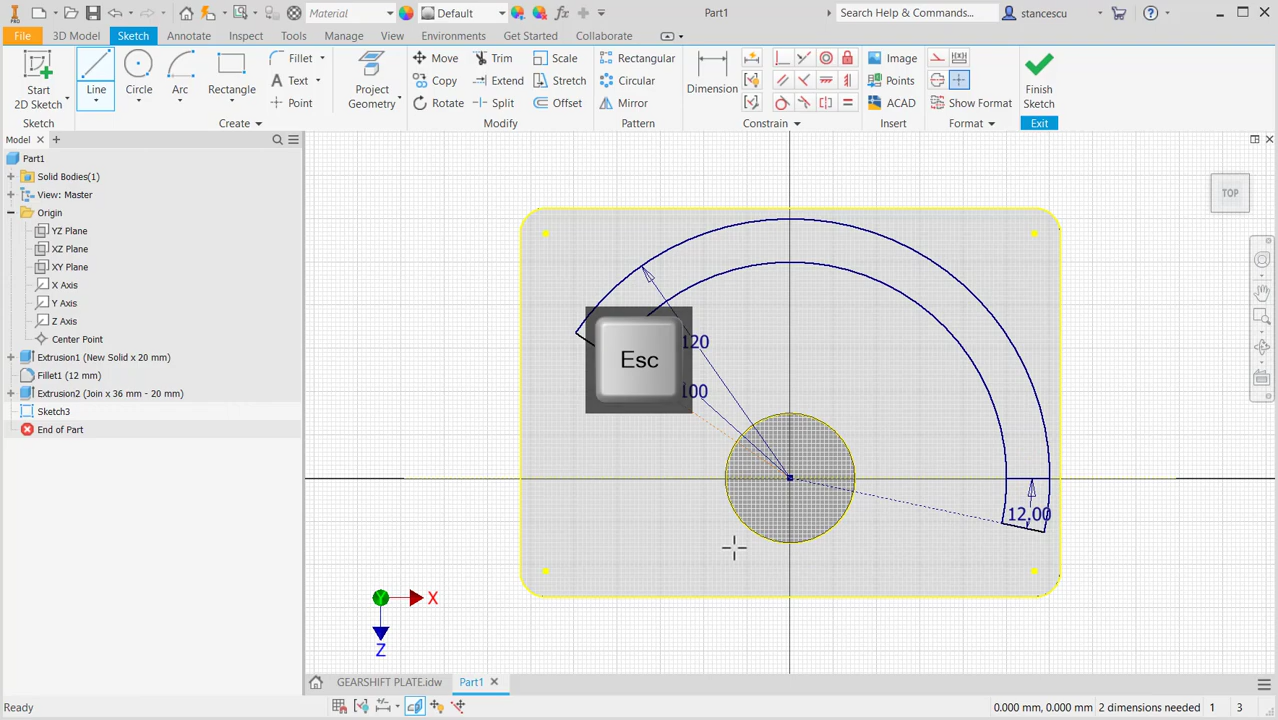 PRO
Material
Default
fx
Part1
Search Help & Commands...
stancescu
File
3D Model
Sketch
Annotate
Inspect
Tools
Manage
View
Environments
Get Started
Collaborate
Start
2D Sketch
Line
Circle
Arc
Rectangle
Fillet
Text
Point
Project
Geometry
Move
Copy
Rotate
Trim
Extend
Split
Scale
Stretch
Offset
Rectangular
Circular
Mirror
Dimension
Image
Points
ACAD
Show Format
Finish
Sketch
Sketch
Create
Modify
Pattern
Constrain
Insert
Format
Exit
Model
Part1
Solid Bodies(1)
View: Master
Origin
YZ Plane
XZ Plane
XY Plane
X Axis
Y Axis
Z Axis
Center Point
Extrusion1 (New Solid x 20 mm)
Fillet1 (12 mm)
Extrusion2 (Join x 36 mm - 20 mm)
Sketch3
End of Part
TOP
120
Esc
100
12,00
Y
X
Z
GEARSHIFT PLATE.idw
Part1
Ready
0.000 mm, 0.000 mm
2 dimensions needed
1
3